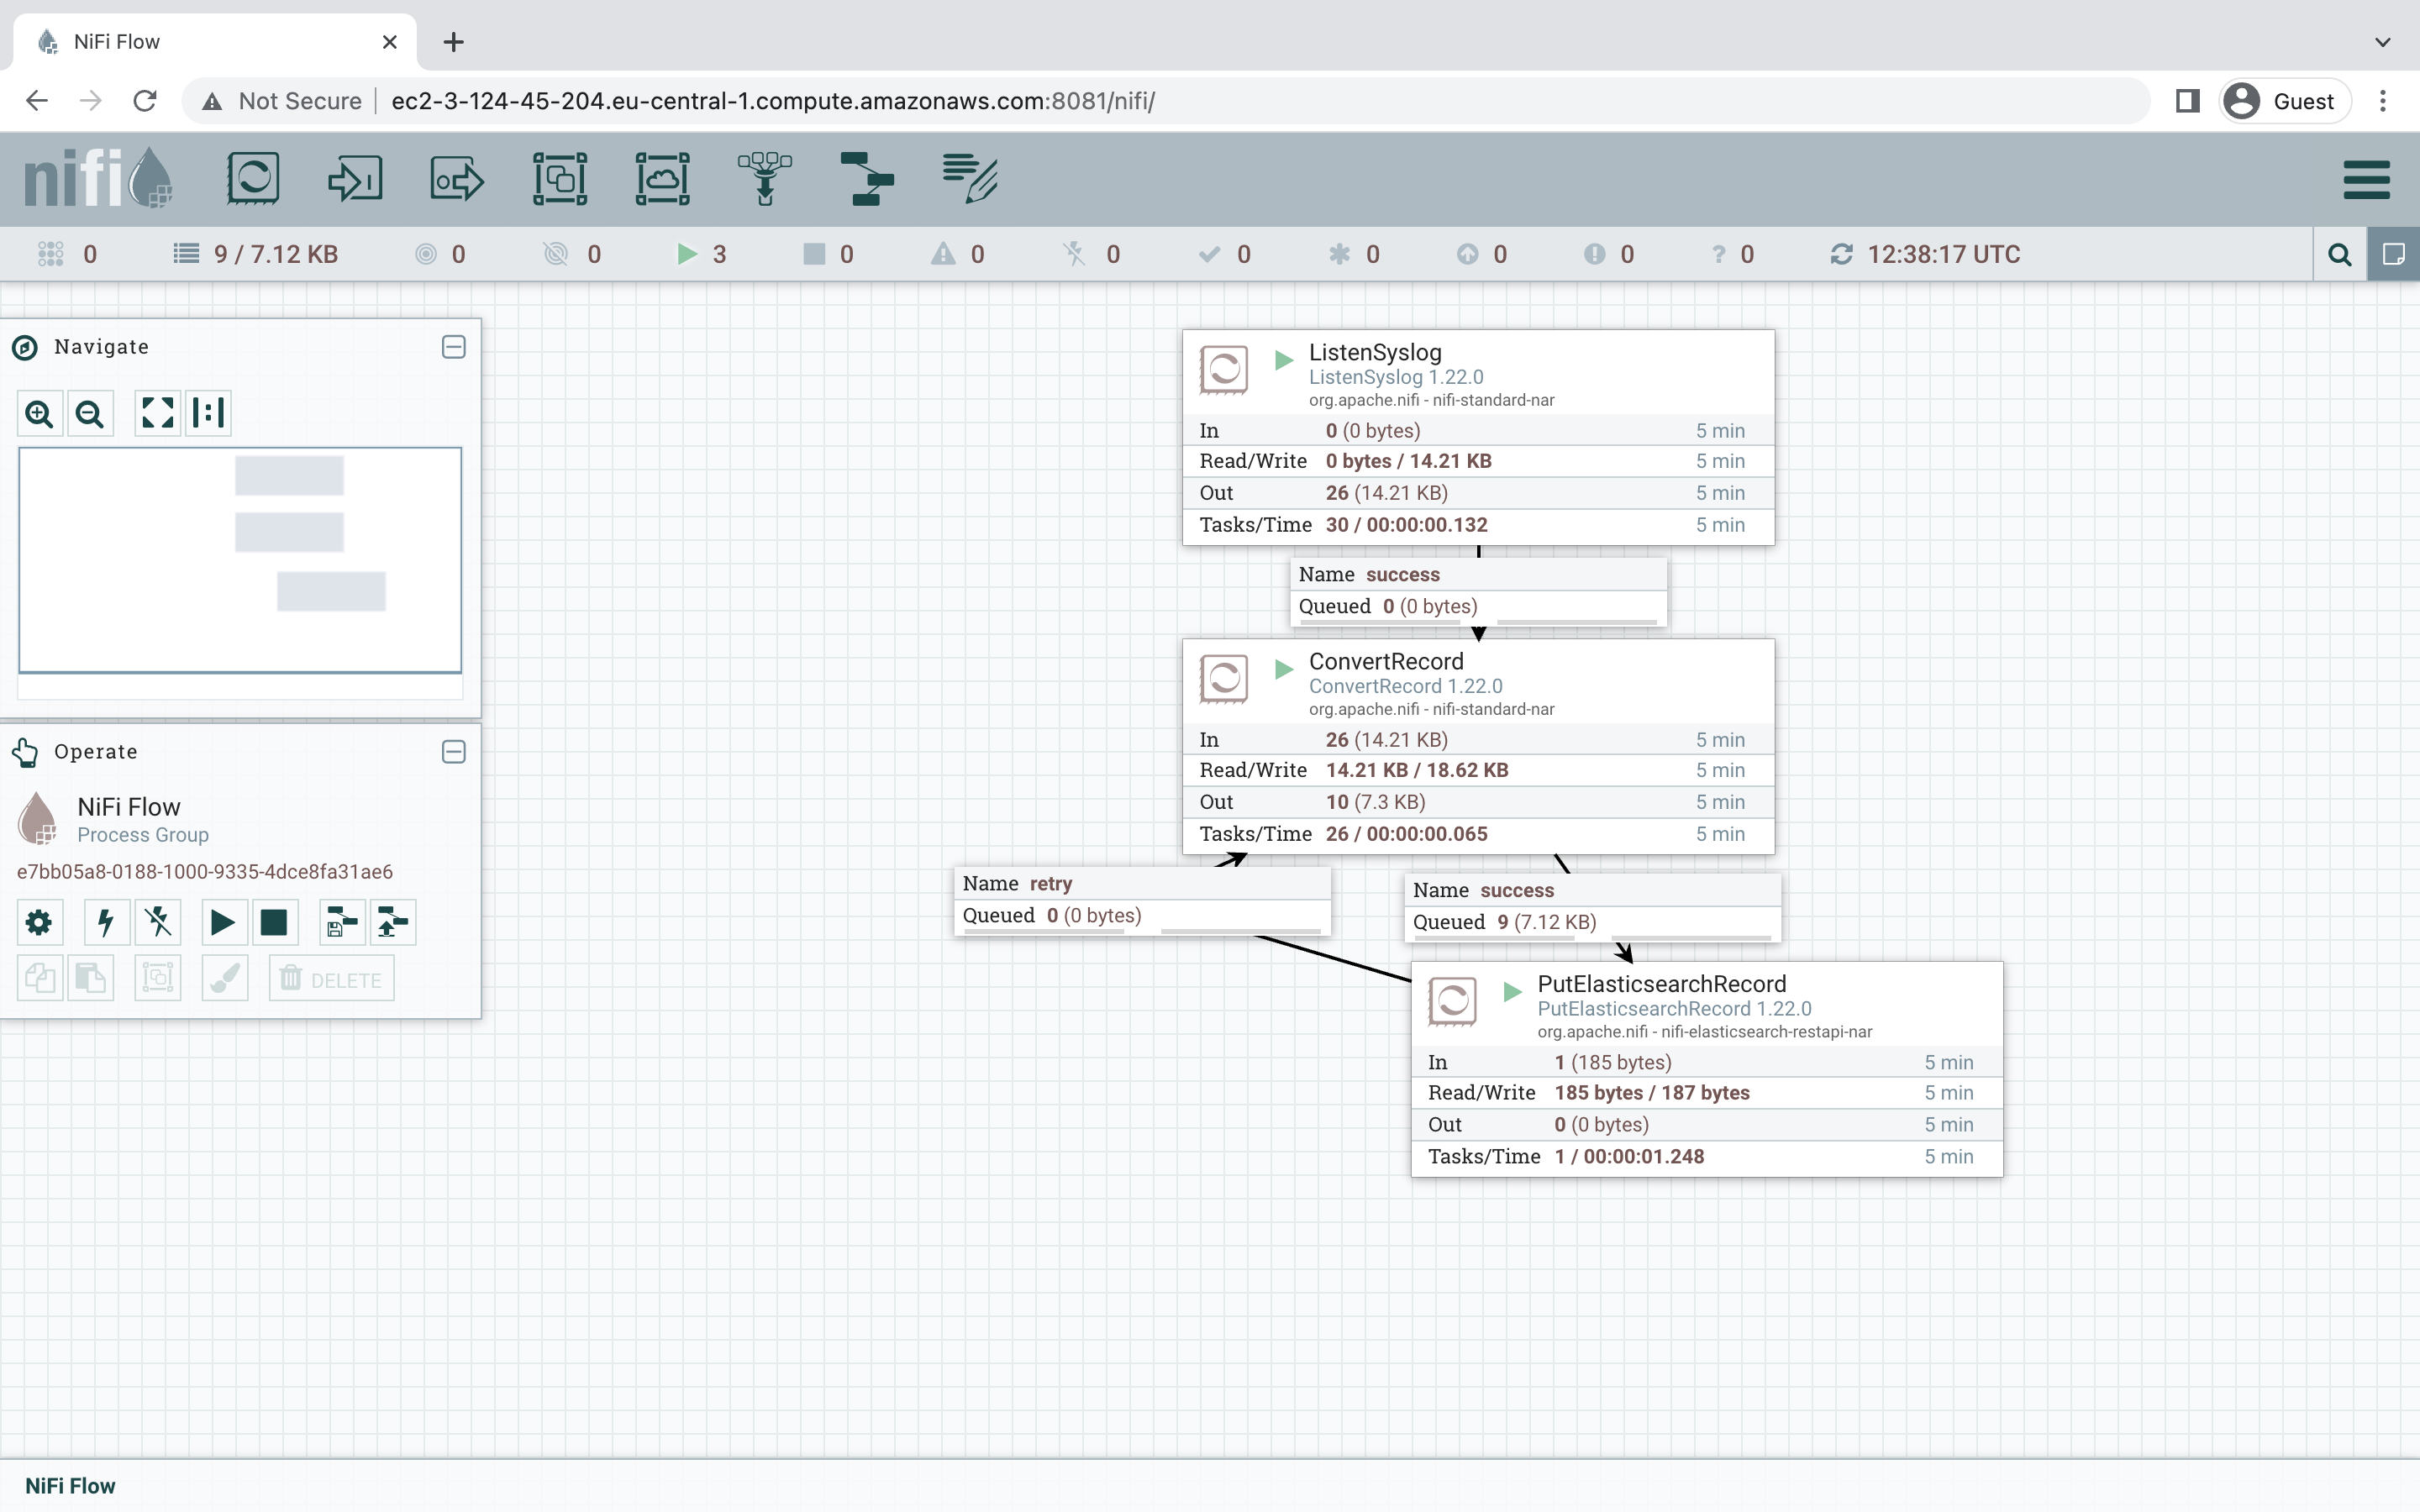 NiFi Flow
Not Secure
ec2-3-124-45-204.eu-central-1.compute.amazonaws.com:8081/nifi/
Guest
nifi
0
9 / 7.12 KB
0
0
3
0
0
0
0
0
0
0
? 0
12:38:17 UTC
Navigate
Operate
NiFi Flow
Process Group
e7bb05a8-0188-1000-9335-4dce8fa31ae6
DELETE
ListenSyslog
ListenSyslog 1.22.0
org.apache.nifi - nifi-standard-nar
In 0 (0 bytes) 5 min
Read/Write 0 bytes / 14.21 KB 5 min
Out 26 (14.21 KB) 5 min
Tasks/Time 30 / 00:00:00.132 5 min
Name success
Queued 0 (0 bytes)
ConvertRecord
ConvertRecord 1.22.0
org.apache.nifi - nifi-standard-nar
In 26 (14.21 KB) 5 min
Read/Write 14.21 KB / 18.62 KB 5 min
Out 10 (7.3 KB) 5 min
Tasks/Time 26 / 00:00:00.065 5 min
Name retry
Queued 0 (0 bytes)
Name success
Queued 9 (7.12 KB)
PutElasticsearchRecord
PutElasticsearchRecord 1.22.0
org.apache.nifi - nifi-elasticsearch-restapi-nar
In 1 (185 bytes) 5 min
Read/Write 185 bytes / 187 bytes 5 min
Out 0 (0 bytes) 5 min
Tasks/Time 1 / 00:00:01.248 5 min
NiFi Flow